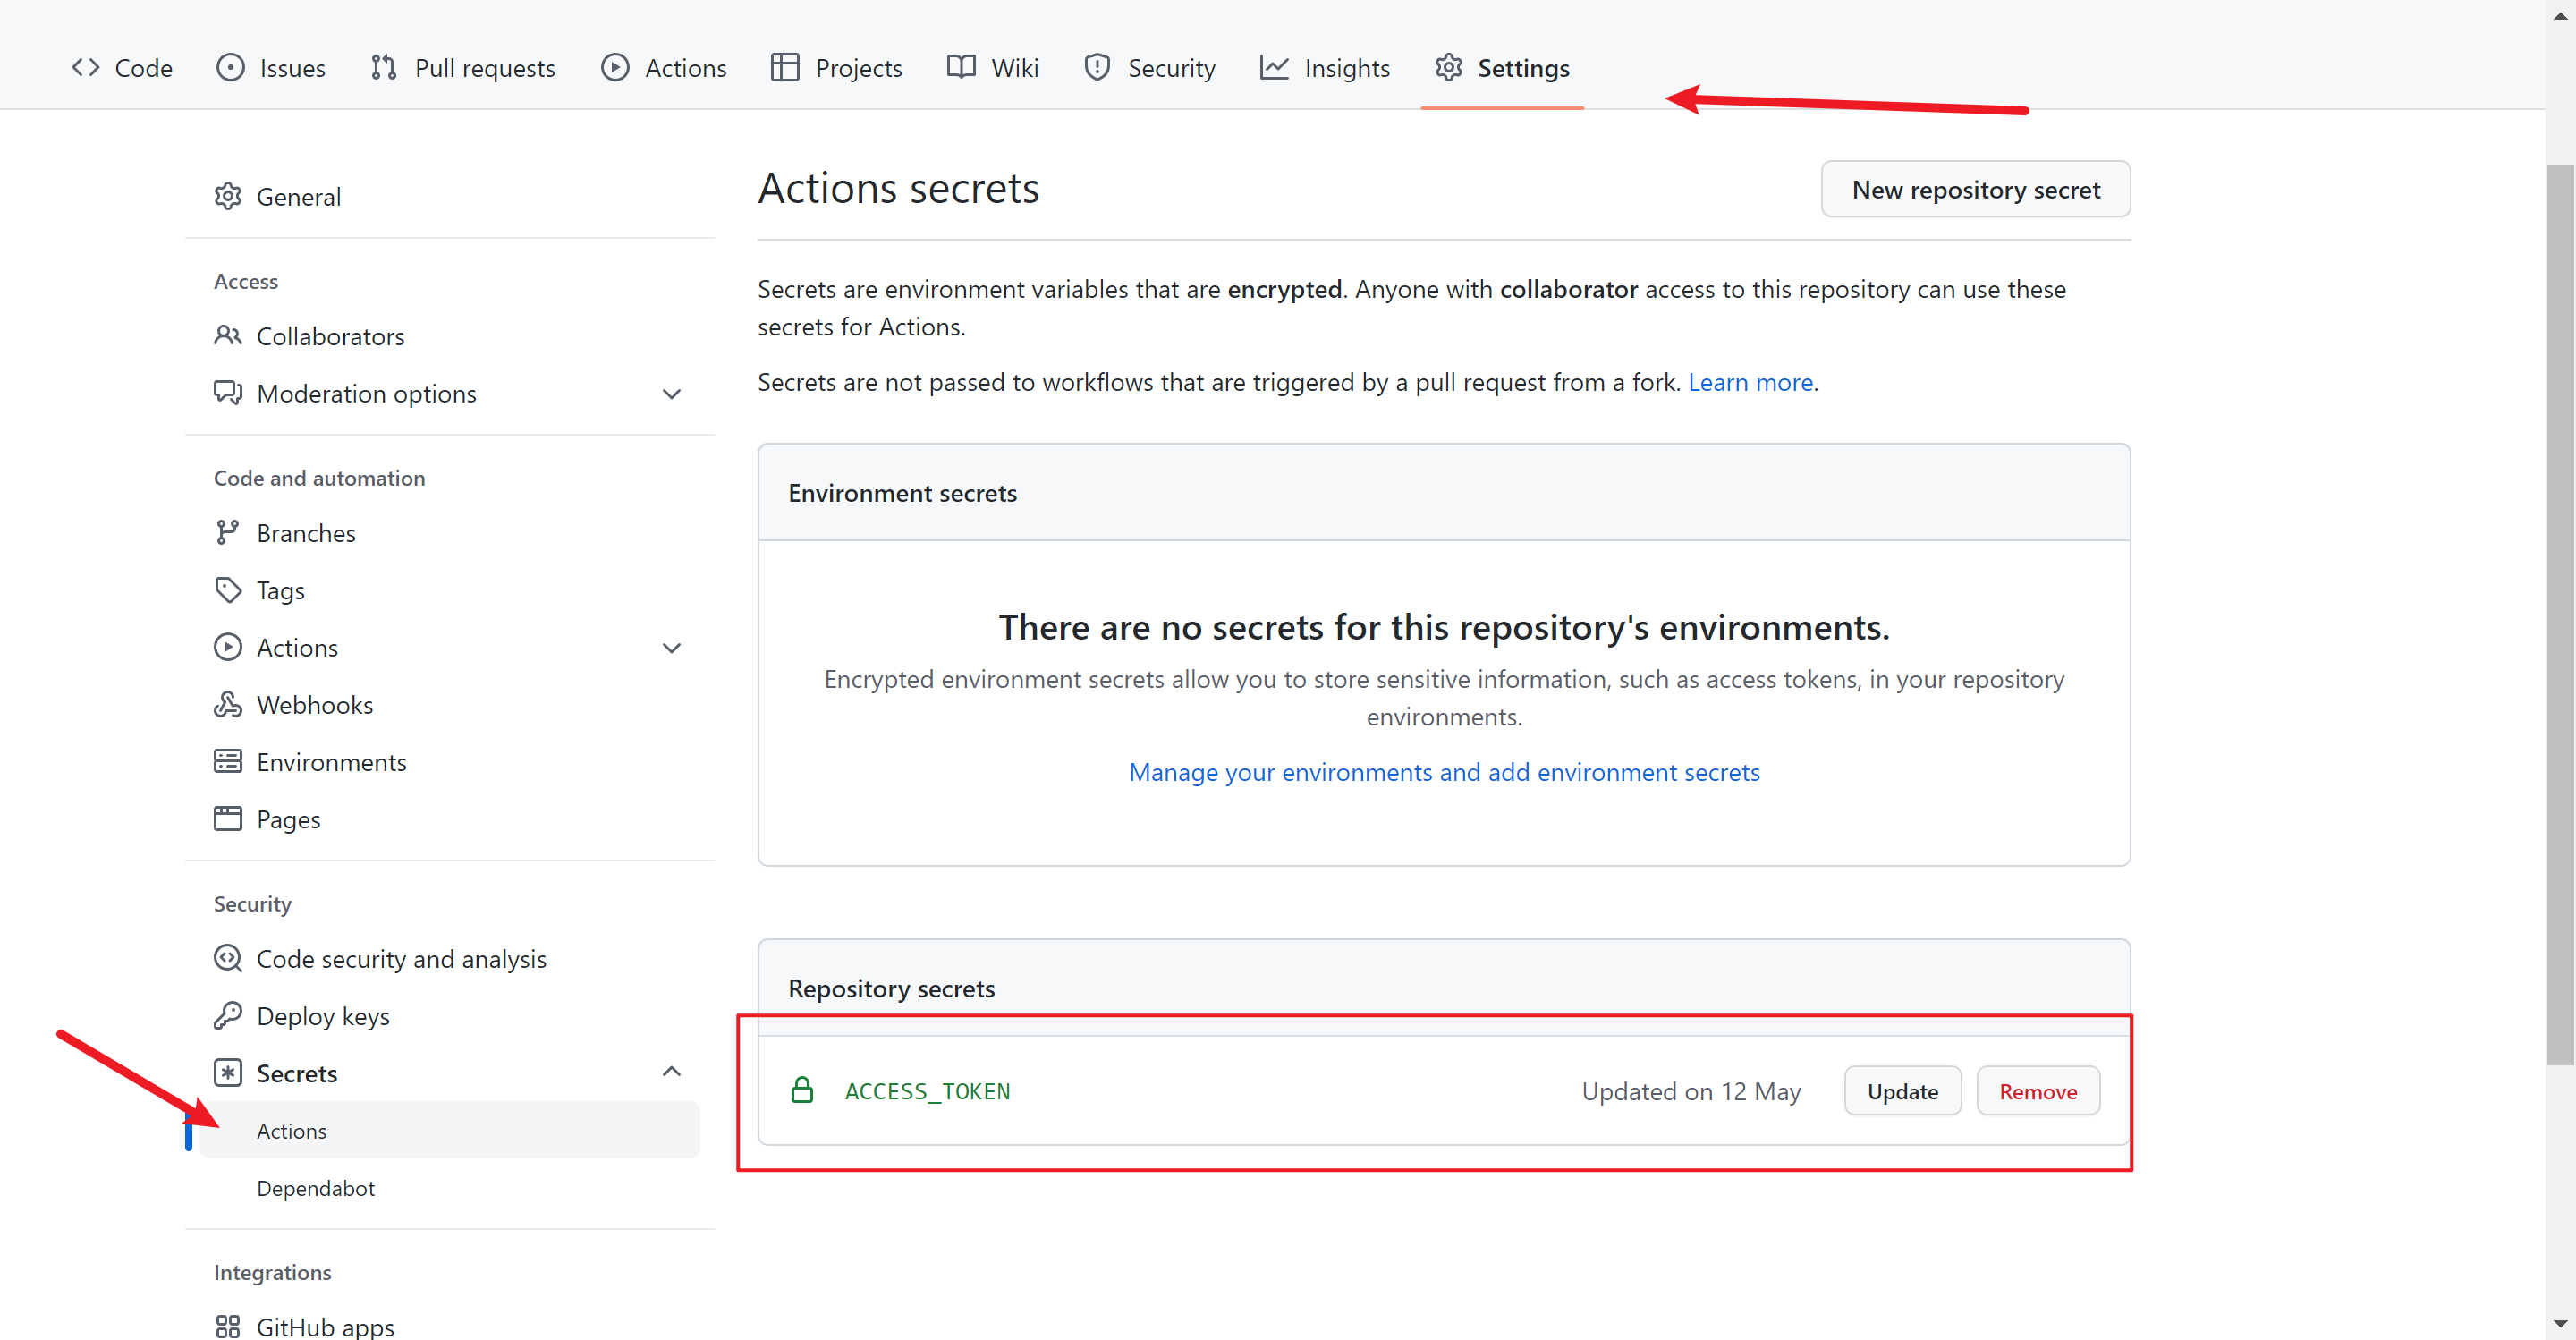 Code Issues Pull requests Actions Projects Wiki Security Insights Settings
General
Access
Collaborators
Moderation options
Code and automation
Branches
Tags
Actions
Webhooks
Environments
Pages
Security
Code security and analysis
Deploy keys
Secrets
Actions
Dependabot
Integrations
GitHub apps
Actions secrets
New repository secret
Secrets are environment variables that are encrypted. Anyone with collaborator access to this repository can use these
secrets for Actions.
Secrets are not passed to workflows that are triggered by a pull request from a fork. Learn more.
Environment secrets
There are no secrets for this repository's environments.
Encrypted environment secrets allow you to store sensitive information, such as access tokens, in your repository
environments.
Manage your environments and add environment secrets
Repository secrets
ACCESS_TOKEN Updated on 12 May Update Remove